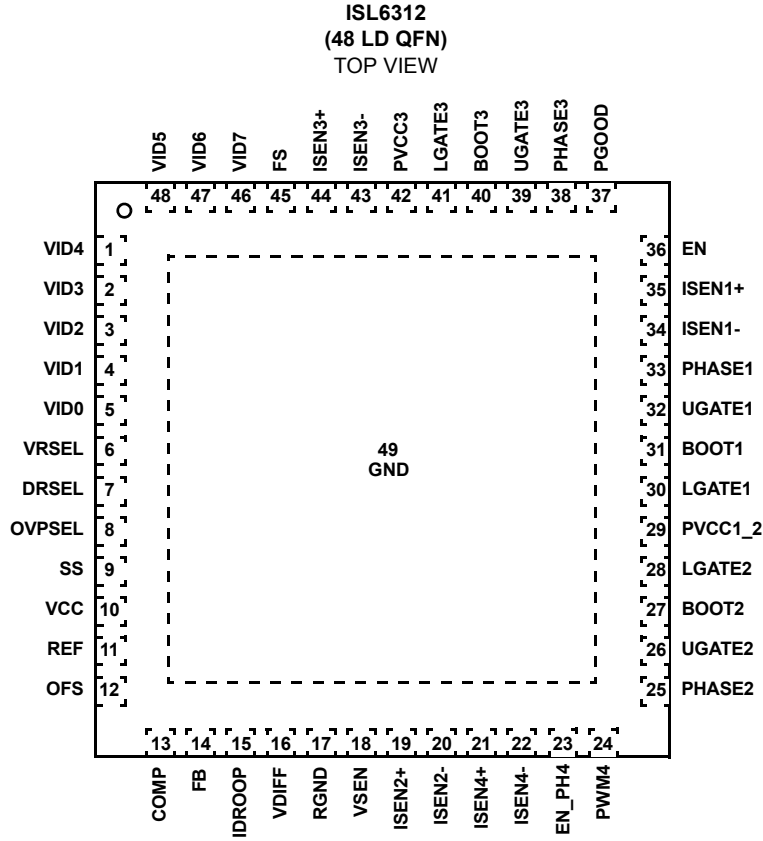 ISL6312
(48 LD QFN)
TOP VIEW
VID5 VID6 VID7 FS ISEN3+ ISEN3- PVCC3 LGATE3 BOOT3 UGATE3 PHASE3 PGOOD
48 47 46 45 44 43 42 41 40 39 38 37
VID4 1 36 EN
VID3 2 35 ISEN1+
VID2 3 34 ISEN1-
VID1 4 33 PHASE1
VID0 5 32 UGATE1
VRSEL 6 31 BOOT1
49
GND
DRSEL 7 30 LGATE1
OVPSEL 8 29 PVCC1_2
SS 9 28 LGATE2
VCC 10 27 BOOT2
REF 11 26 UGATE2
OFS 12 25 PHASE2
13 14 15 16 17 18 19 20 21 22 23 24
COMP FB IDROOP VDIFF RGND VSEN ISEN2+ ISEN2- ISEN4+ ISEN4- EN_PH4 PWM4